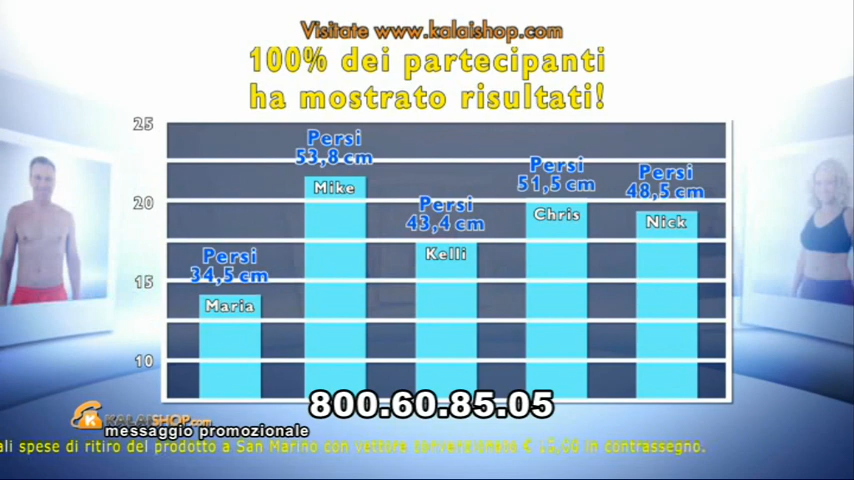 Visitate www.kalaishop.com
100% dei partecipanti
ha mostrato risultati!
25
20
15
10
Persi
34,5 cm
Maria
Persi
53,8 cm
Mike
Persi
43,4 cm
Kelli
Persi
51,5 cm
Chris
Persi
48,5 cm
Nick
800.60.85.05
KALAISHOP.com
messaggio promozionale
ali spese di ritiro del prodotto a San Marino con vettore € 10,00 in contrassegno.